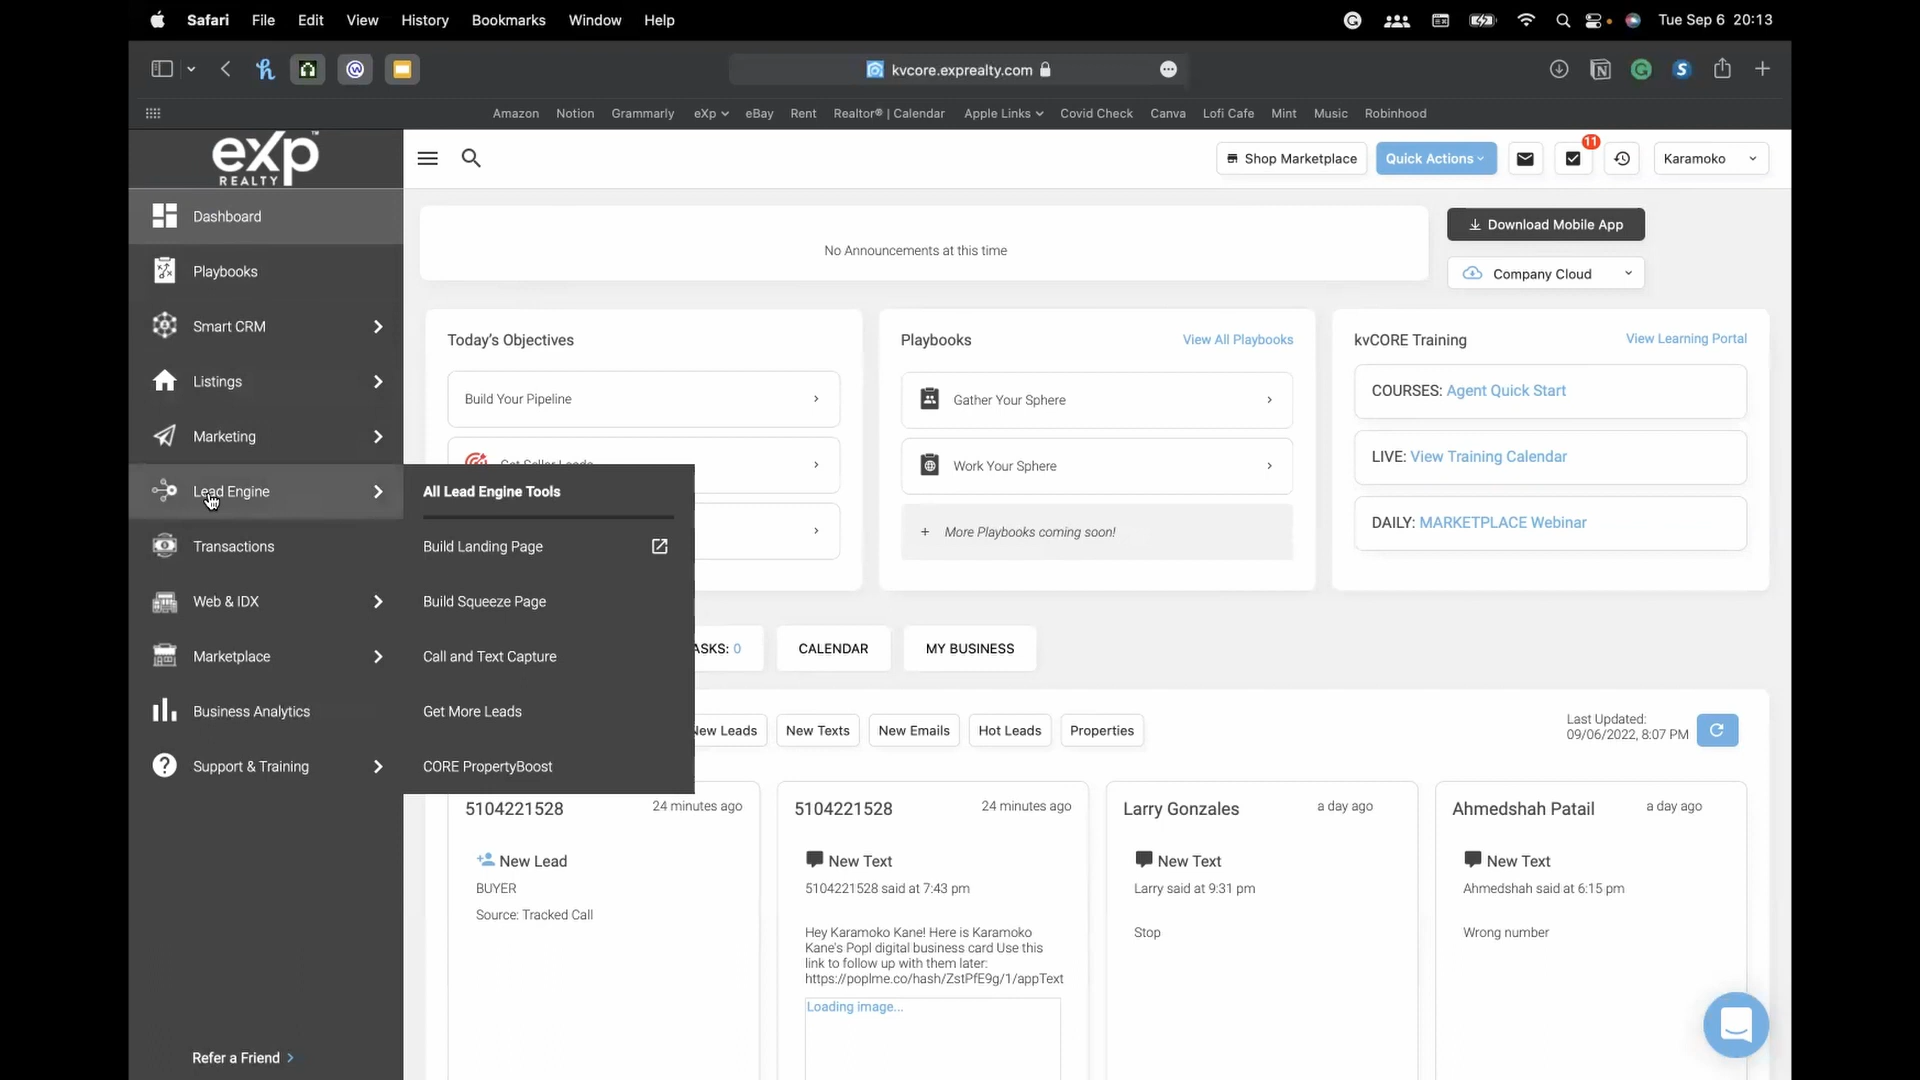 Safari File Edit View History Bookmarks Window Help Tue Sep 6 20:13
kvcore.exprealty.com
Amazon Notion Grammarly eXp eBay Rent Realtor® | Calendar Apple Links Covid Check Canva Lofi Cafe Mint Music Robinhood
exp
REALTY
Shop Marketplace
Quick Actions
11
Karamoko
Dashboard
Playbooks
Smart CRM
Listings
Marketing
Lead Engine
Transactions
Web & IDX
Marketplace
Business Analytics
Support & Training
Refer a Friend >
All Lead Engine Tools
Build Landing Page
Build Squeeze Page
Call and Text Capture
Get More Leads
CORE PropertyBoost
No Announcements at this time
Download Mobile App
Company Cloud
Today's Objectives
Build Your Pipeline
Get Seller Leads
Playbooks
View All Playbooks
Gather Your Sphere
Work Your Sphere
+ More Playbooks coming soon!
kvCORE Training
View Learning Portal
COURSES: Agent Quick Start
LIVE: View Training Calendar
DAILY: MARKETPLACE Webinar
ASKS: 0
CALENDAR
MY BUSINESS
New Leads
New Texts
New Emails
Hot Leads
Properties
Last Updated:
09/06/2022, 8:07 PM
5104221528 24 minutes ago
New Lead
BUYER
Source: Tracked Call
5104221528 24 minutes ago
New Text
5104221528 said at 7:43 pm
Hey Karamoko Kane! Here is Karamoko
Kane's Popl digital business card Use this
link to follow up with them later:
https://poplme.co/hash/ZstPfE9g/1/appText
Loading image...
Larry Gonzales a day ago
New Text
Larry said at 9:31 pm
Stop
Ahmedshah Patail a day ago
New Text
Ahmedshah said at 6:15 pm
Wrong number